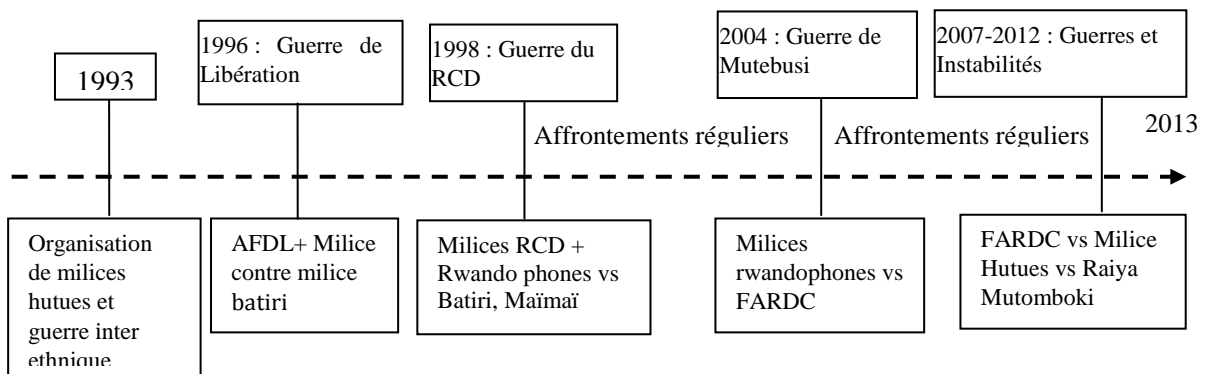 1993
1996 : Guerre de
Libération
1998 : Guerre du
RCD
2004 : Guerre de
Mutebusi
2007-2012 : Guerres et
Instabilités
Affrontements réguliers
Affrontements réguliers
2013
Organisation
de milices
hutues et
guerre inter
ethnique
AFDL+ Milice
contre milice
batiri
Milices RCD +
Rwando phones vs
Batiri, Maïmaï
Milices
rwandophones vs
FARDC
FARDC vs Milice
Hutues vs Raiya
Mutomboki